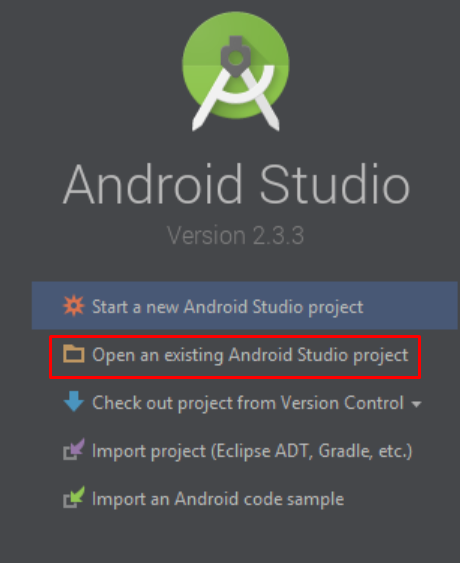 Android Studio
Version 2.3.3
Start a new Android Studio project
Open an existing Android Studio project
Check out project from Version Control
Import project (Eclipse ADT, Gradle, etc.)
Import an Android code sample